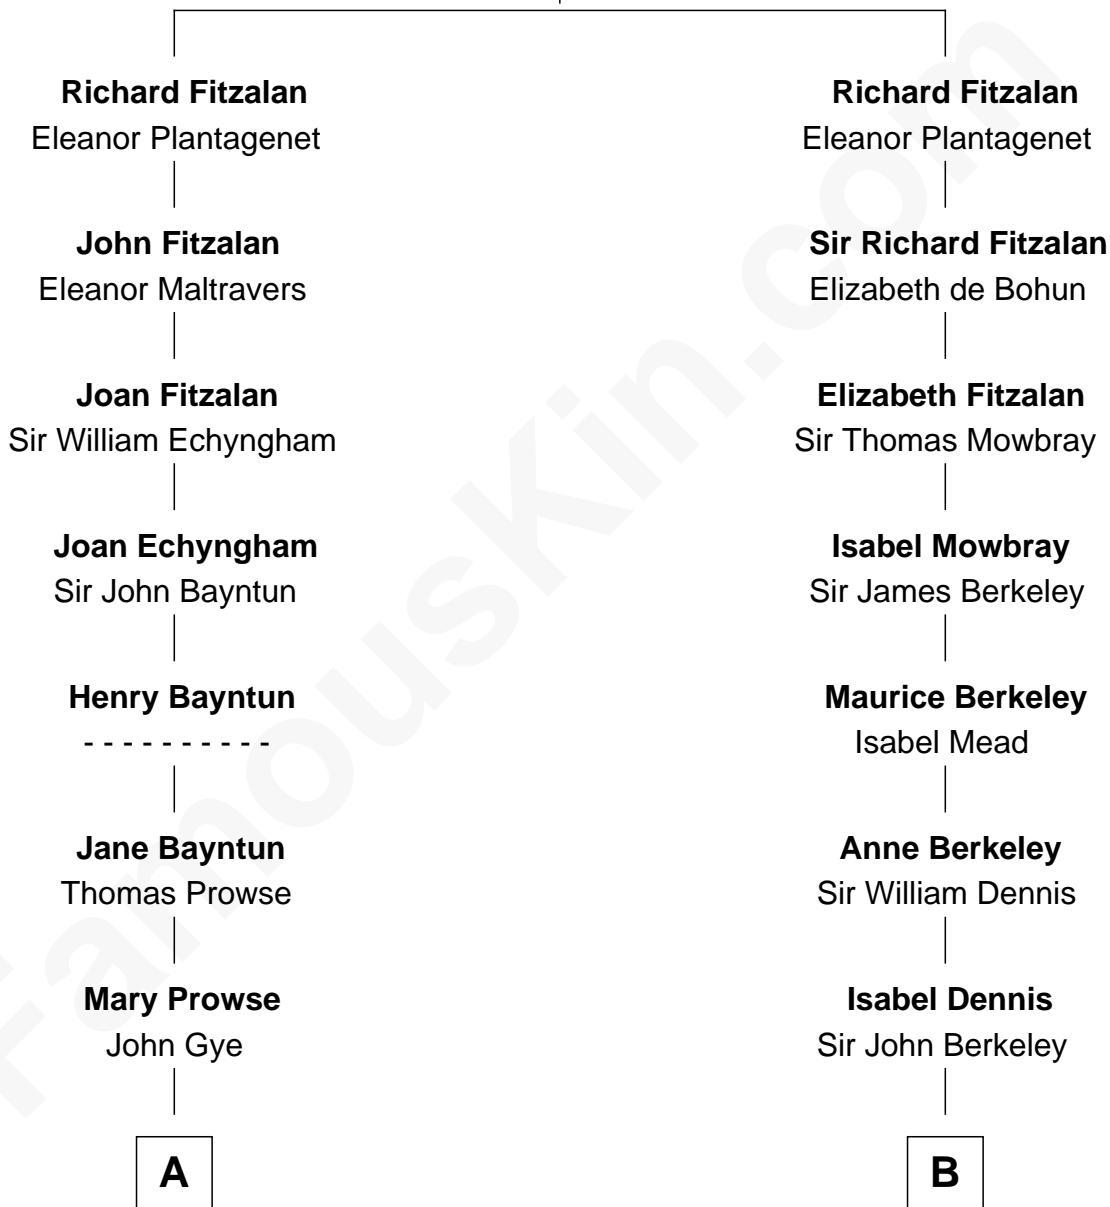 Richard Fitzalan
Eleanor Plantagenet
John Fitzalan
Eleanor Maltravers
Joan Fitzalan
Sir William Echyngham
Joan Echyngham
Sir John Bayntun
Henry Bayntun
- - - - - - - - - -
Jane Bayntun
Thomas Prowse
Mary Prowse
John Gye
A
Richard Fitzalan
Eleanor Plantagenet
Sir Richard Fitzalan
Elizabeth de Bohun
Elizabeth Fitzalan
Sir Thomas Mowbray
Isabel Mowbray
Sir James Berkeley
Maurice Berkeley
Isabel Mead
Anne Berkeley
Sir William Dennis
Isabel Dennis
Sir John Berkeley
B
FamousKin.com